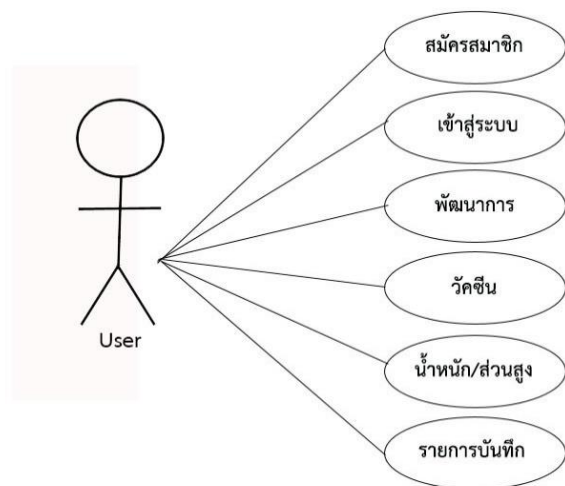 สมัครสมาชิก
เข้าสู่ระบบ
พัฒนาการ
วัคซีน
น้ำหนัก/ส่วนสูง
รายการบันทึก
User